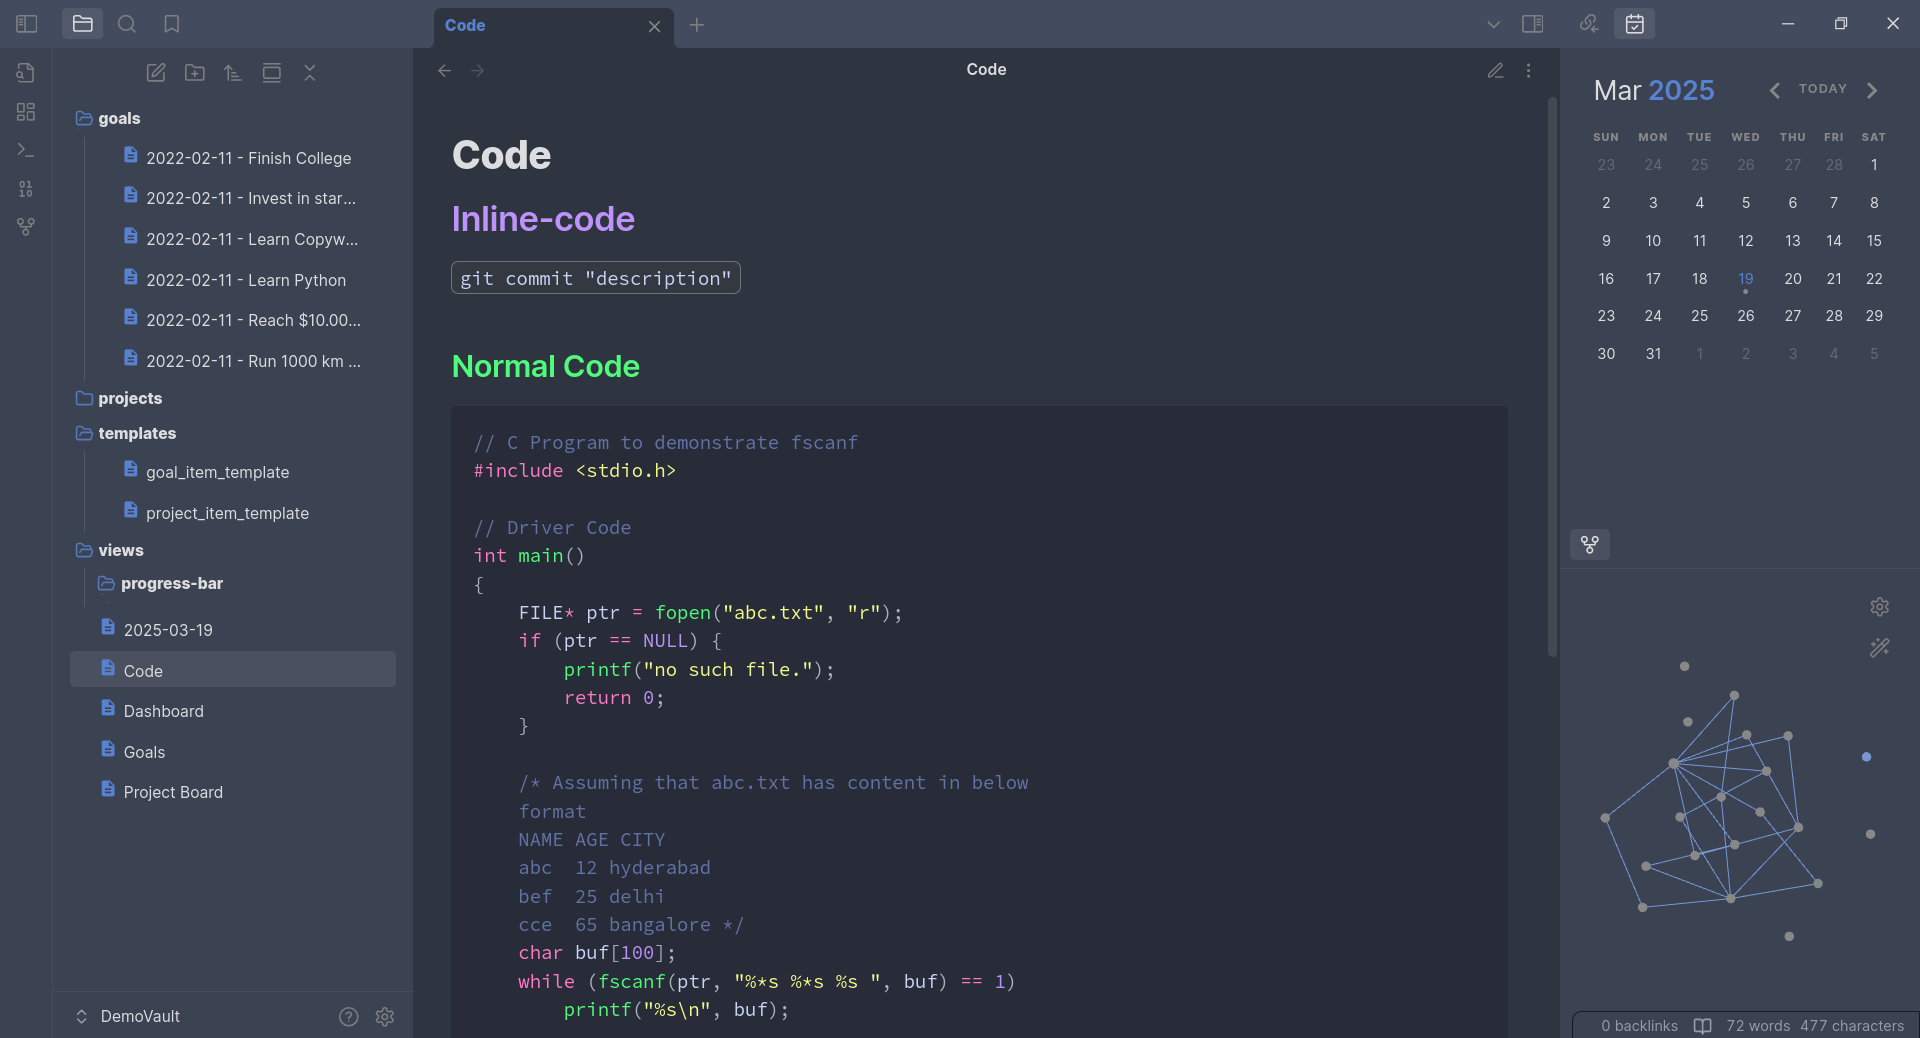 Code
goals
2022-02-11 - Finish College
2022-02-11 - Invest in star...
2022-02-11 - Learn Copyw...
2022-02-11 - Learn Python
2022-02-11 - Reach $10.00...
2022-02-11 - Run 1000 km ...
projects
templates
goal_item_template
project_item_template
views
progress-bar
2025-03-19
Code
Dashboard
Goals
Project Board
DemoVault
Code
Code
Inline-code
git commit "description"
Normal Code
// C Program to demonstrate fscanf
#include <stdio.h>
// Driver Code
int main()
{
    FILE* ptr = fopen("abc.txt", "r");
    if (ptr == NULL) {
        printf("no such file.");
        return 0;
    }
    /* Assuming that abc.txt has content in below
    format
    NAME AGE CITY
    abc  12 hyderabad
    bef  25 delhi
    cce  65 bangalore */
    char buf[100];
    while (fscanf(ptr, "%*s %*s %s ", buf) == 1)
        printf("%s\n", buf);
Mar 2025
TODAY
SUN MON TUE WED THU FRI SAT
23 24 25 26 27 28 1
2 3 4 5 6 7 8
9 10 11 12 13 14 15
16 17 18 19 20 21 22
23 24 25 26 27 28 29
30 31 1 2 3 4 5
0 backlinks 72 words 477 characters